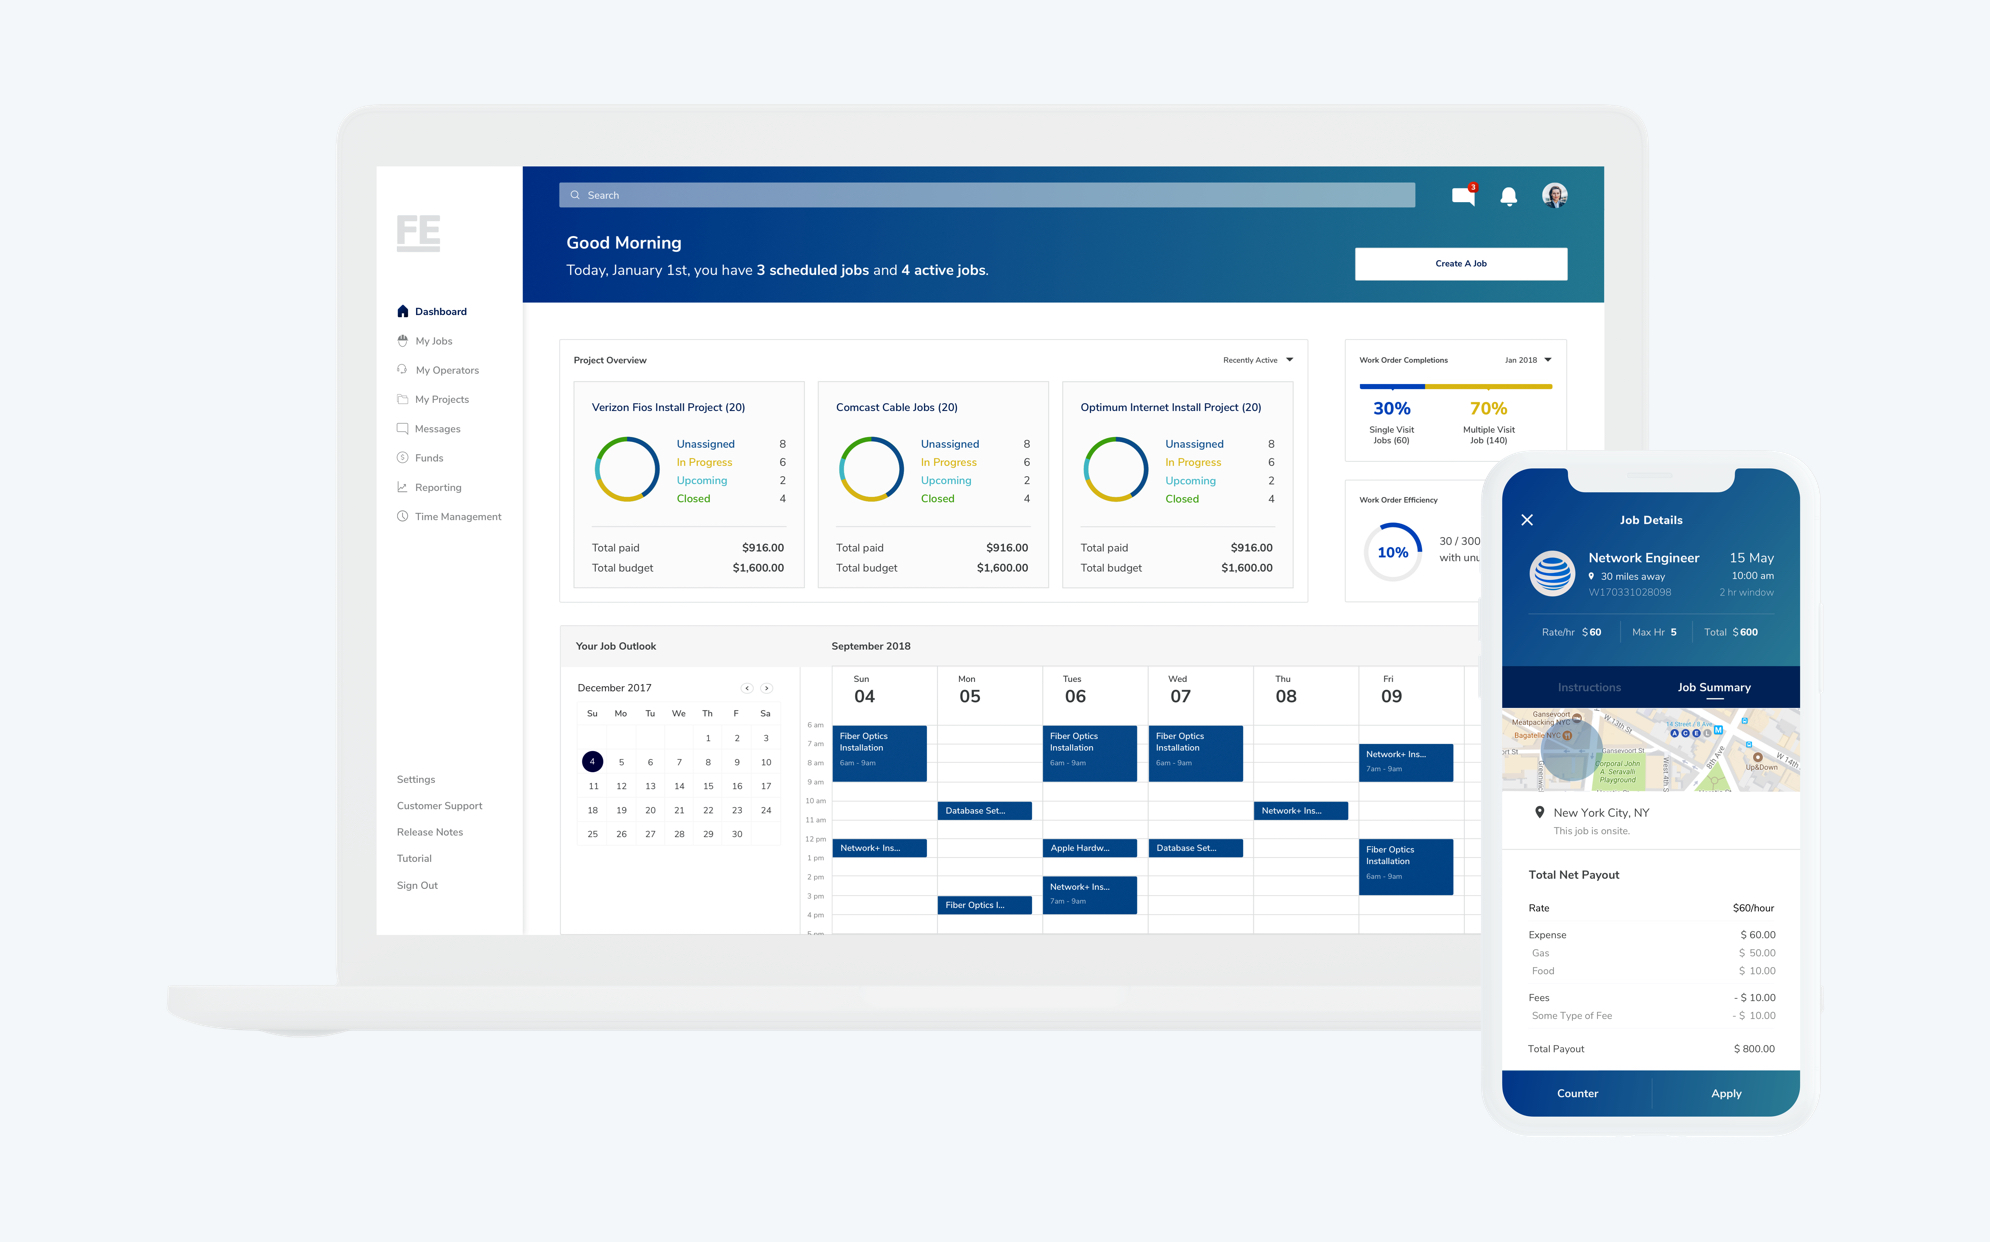 FE
Dashboard
My Jobs
My Operators
My Projects
Messages
Funds
Reporting
Time Management
Settings
Customer Support
Release Notes
Tutorial
Sign Out
Search
3
Good Morning
Today, January 1st, you have 3 scheduled jobs and 4 active jobs.
Create A Job
Project Overview
Recently Active
Verizon Fios Install Project (20)
Unassigned 8
In Progress 6
Upcoming 2
Closed 4
Total paid $916.00
Total budget $1,600.00
Comcast Cable Jobs (20)
Unassigned 8
In Progress 6
Upcoming 2
Closed 4
Total paid $916.00
Total budget $1,600.00
Optimum Internet Install Project (20)
Unassigned 8
In Progress 6
Upcoming 2
Closed 4
Total paid $916.00
Total budget $1,600.00
Work Order Completions
Jan 2018
30% 70%
Single Visit Multiple Visit
Jobs (60) Job (140)
Work Order Efficiency
10%
30 / 300
with unu
Your Job Outlook
September 2018
December 2017
Su Mo Tu We Th F Sa
1 2 3
4 5 6 7 8 9 10
11 12 13 14 15 16 17
18 19 20 21 22 23 24
25 26 27 28 29 30
Sun Mon Tues Wed Thu Fri
04 05 06 07 08 09
6 am
7 am
8 am
9 am
10 am
11 am
12 pm
1 pm
2 pm
3 pm
4 pm
5 pm
Fiber Optics
Installation
6am - 9am
Network+ Ins...
Database Set...
Fiber Optics I...
Fiber Optics
Installation
6am - 9am
Apple Hardw...
Network+ Ins...
7am - 9am
Fiber Optics
Installation
6am - 9am
Database Set...
Network+ Ins...
Network+ Ins...
7am - 9am
Fiber Optics
Installation
6am - 9am
Job Details
Network Engineer 15 May
30 miles away 10:00 am
W170331028098 2 hr window
Rate/hr $ 60 Max Hr 5 Total $ 600
Instructions Job Summary
Gansevoort
Meatpacking NYC
W 13th St
14 Street / 8 Ave
A C E L M
Bagatelle NYC
Gansevoort St
Corporal John
A. Seravalli
Playground
West 4th S
8th Ave
Up&Down
W 14th
New York City, NY
This job is onsite.
Total Net Payout
Rate $60/hour
Expense $ 60.00
Gas $ 50.00
Food $ 10.00
Fees - $ 10.00
Some Type of Fee - $ 10.00
Total Payout $ 800.00
Counter Apply